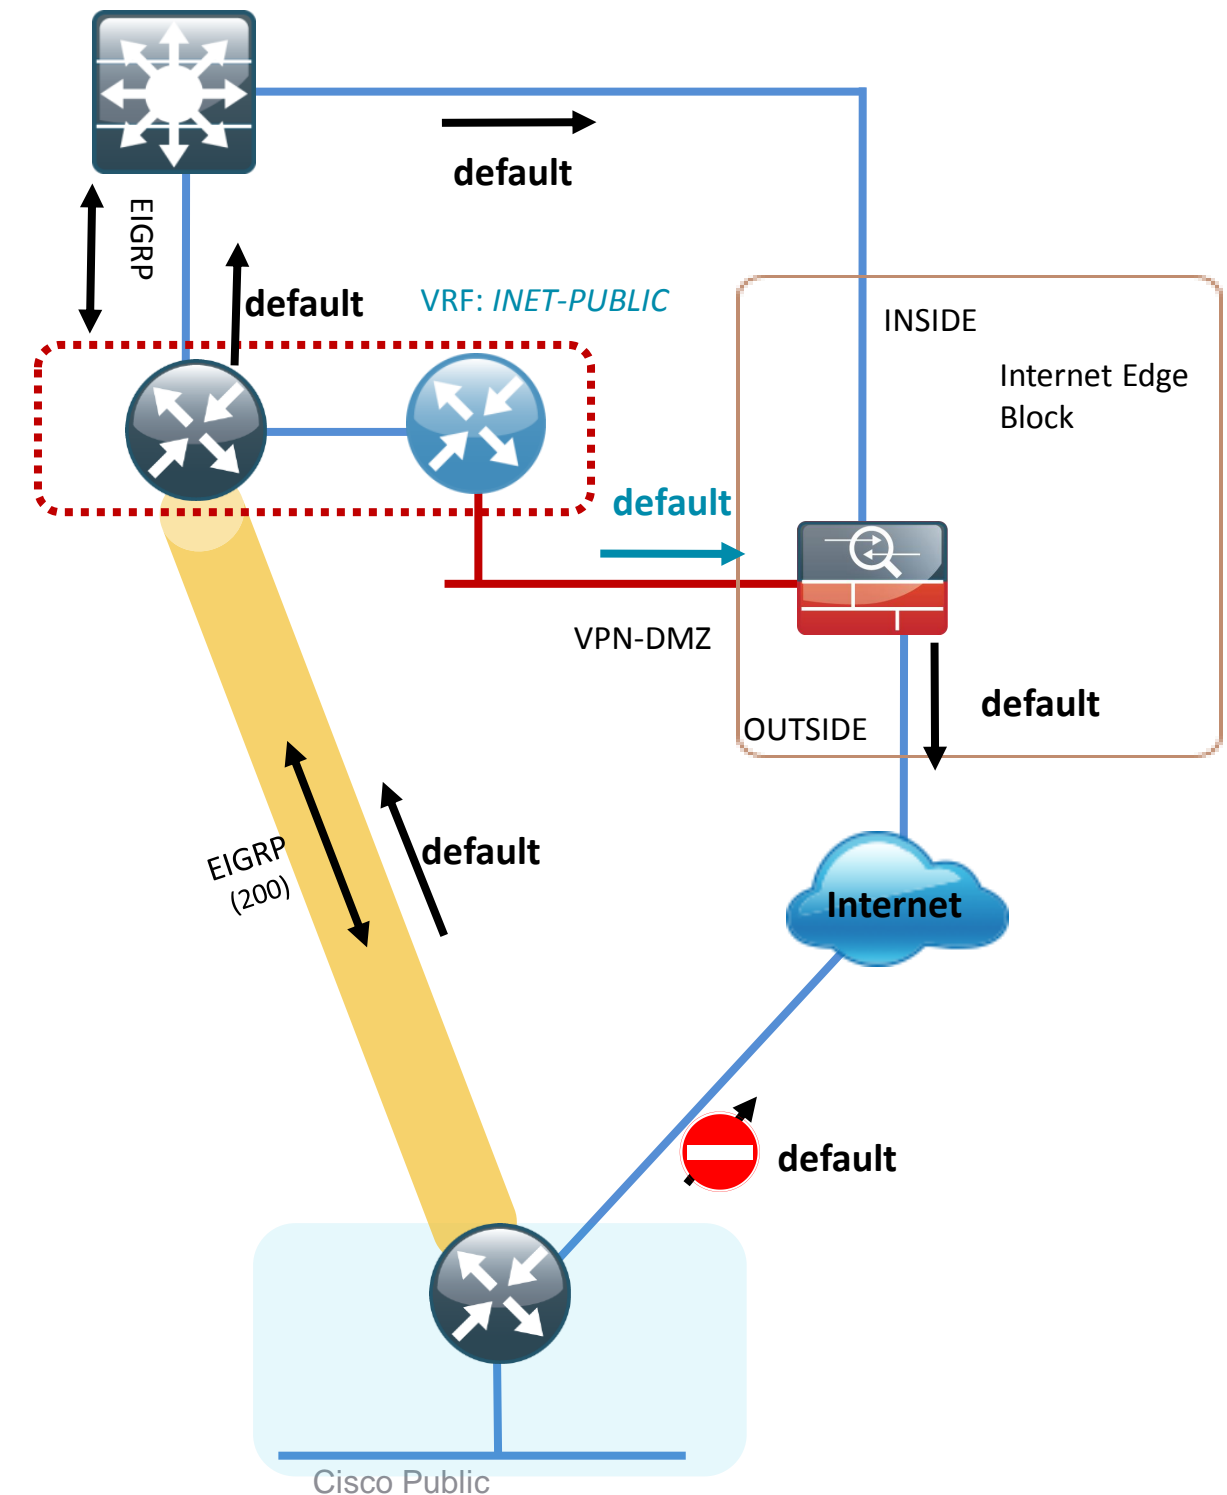 default
EIGRP
default
VRF: INET-PUBLIC
INSIDE
Internet Edge
Block
default
VPN-DMZ
default
OUTSIDE
EIGRP
(200)
default
Internet
default
Cisco Public